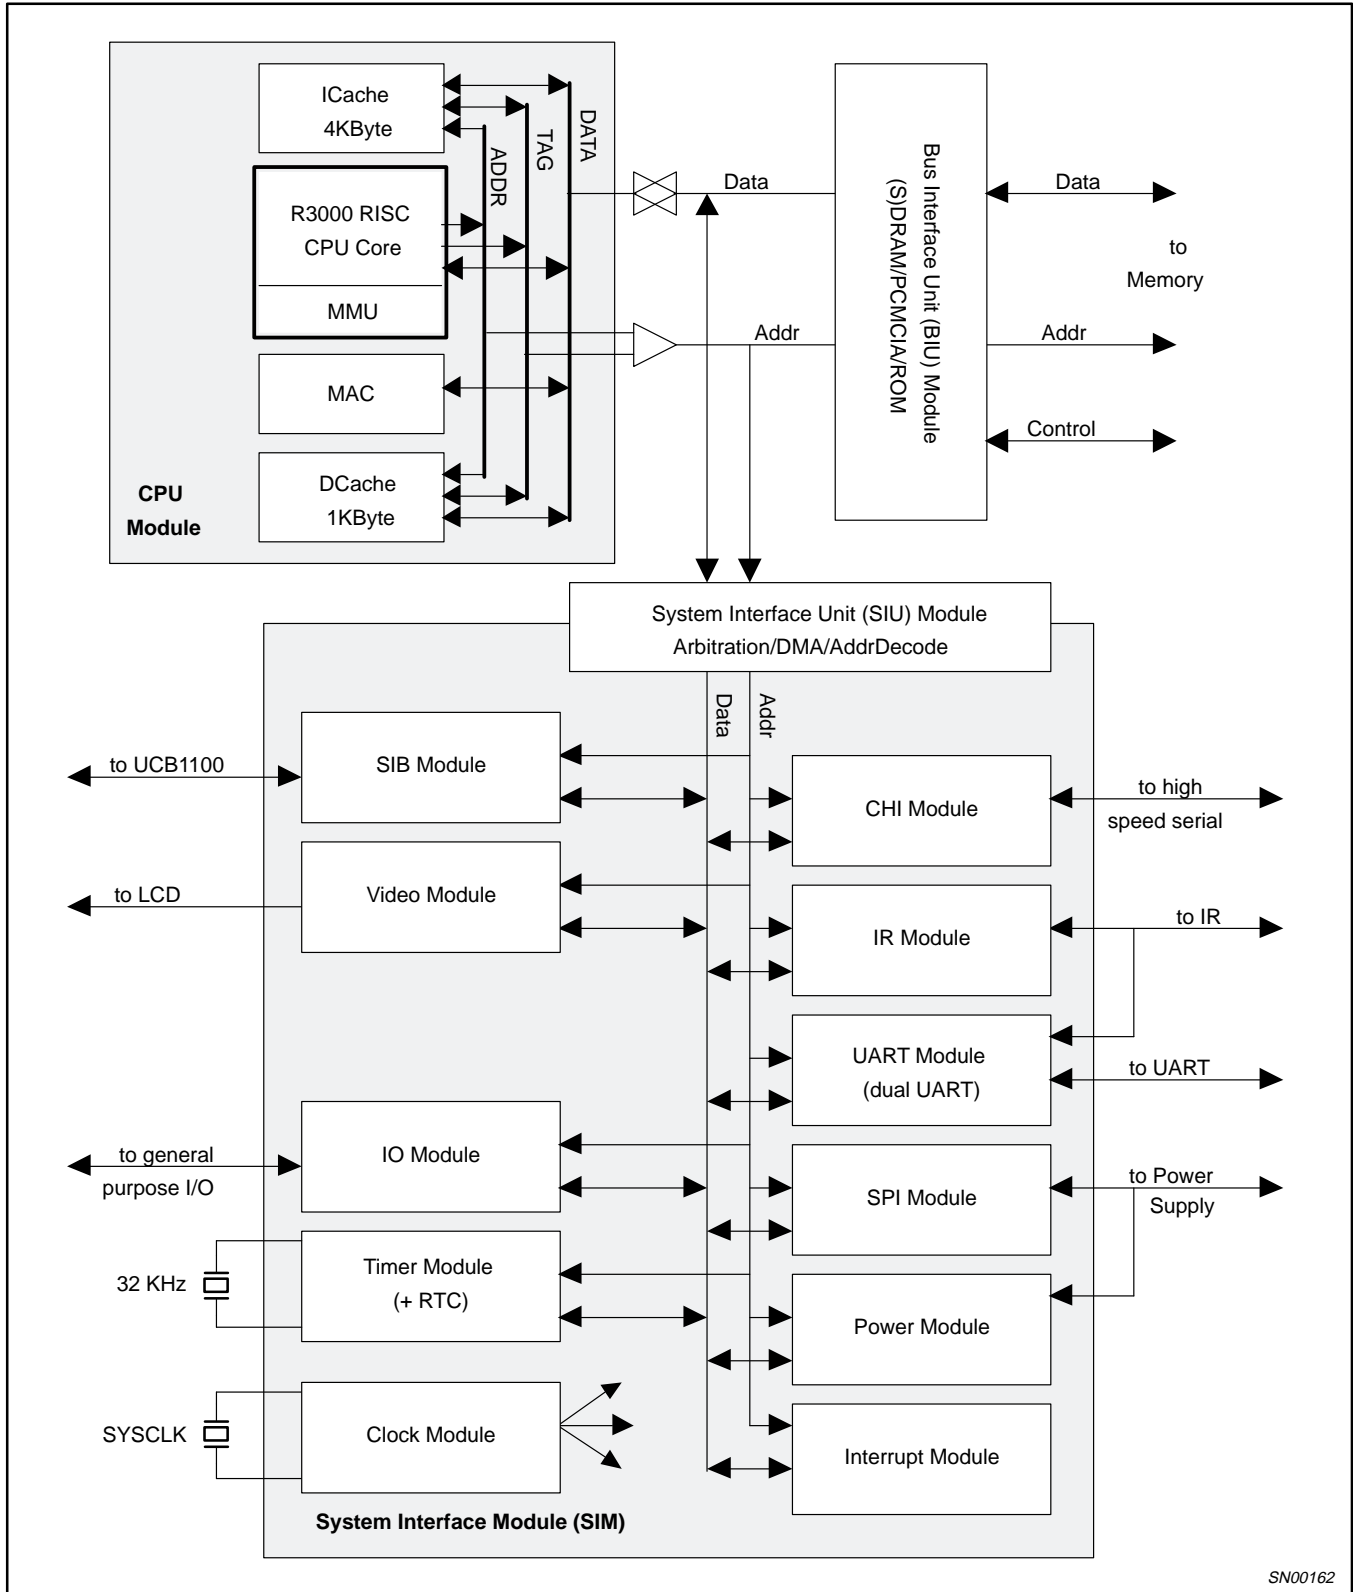 ICache
4KByte
R3000 RISC
CPU Core
MMU
MAC
DCache
1KByte
CPU
Module
ADDR
TAG
DATA
Data
Addr
Bus Interface Unit (BIU) Module
(S)DRAM/PCMCIA/ROM
Data
to
Memory
Addr
Control
System Interface Unit (SIU) Module
Arbitration/DMA/AddrDecode
Data
Addr
to UCB1100
SIB Module
to LCD
Video Module
to general
purpose I/O
IO Module
32 KHz
Timer Module
(+ RTC)
SYSCLK
Clock Module
CHI Module
to high
speed serial
IR Module
to IR
UART Module
(dual UART)
to UART
SPI Module
to Power
Supply
Power Module
Interrupt Module
System Interface Module (SIM)
SN00162